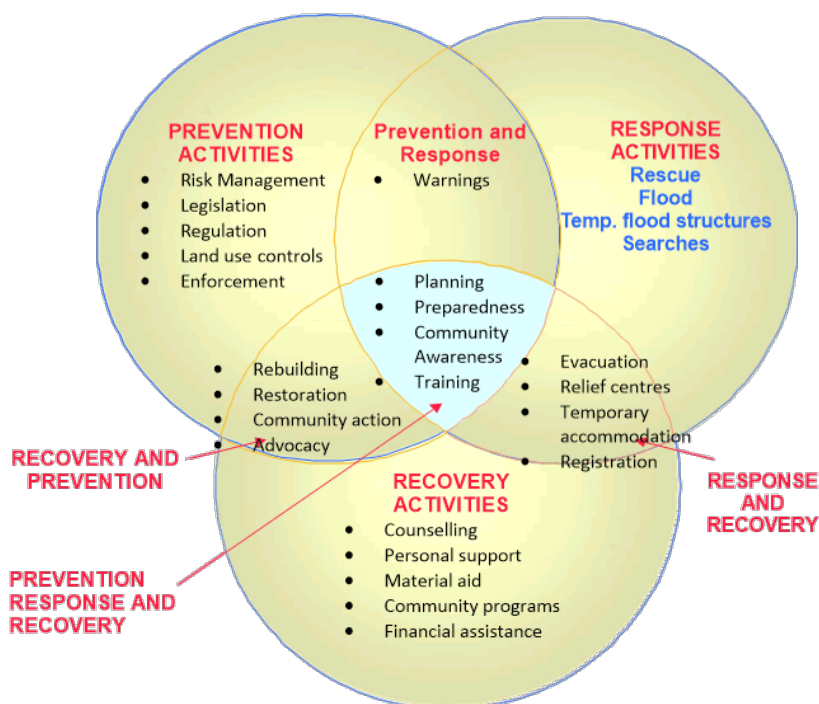 PREVENTION
ACTIVITIES
• Risk Management
• Legislation
• Regulation
• Land use controls
• Enforcement
Prevention and
Response
• Warnings
RESPONSE
ACTIVITIES
Rescue
Flood
Temp. flood structures
Searches
• Planning
• Preparedness
• Community
Awareness
• Training
• Rebuilding
• Restoration
• Community action
• Advocacy
• Evacuation
• Relief centres
• Temporary
accommodation
• Registration
RECOVERY AND
PREVENTION
RECOVERY
ACTIVITIES
• Counselling
• Personal support
• Material aid
• Community programs
• Financial assistance
RESPONSE
AND
RECOVERY
PREVENTION
RESPONSE AND
RECOVERY